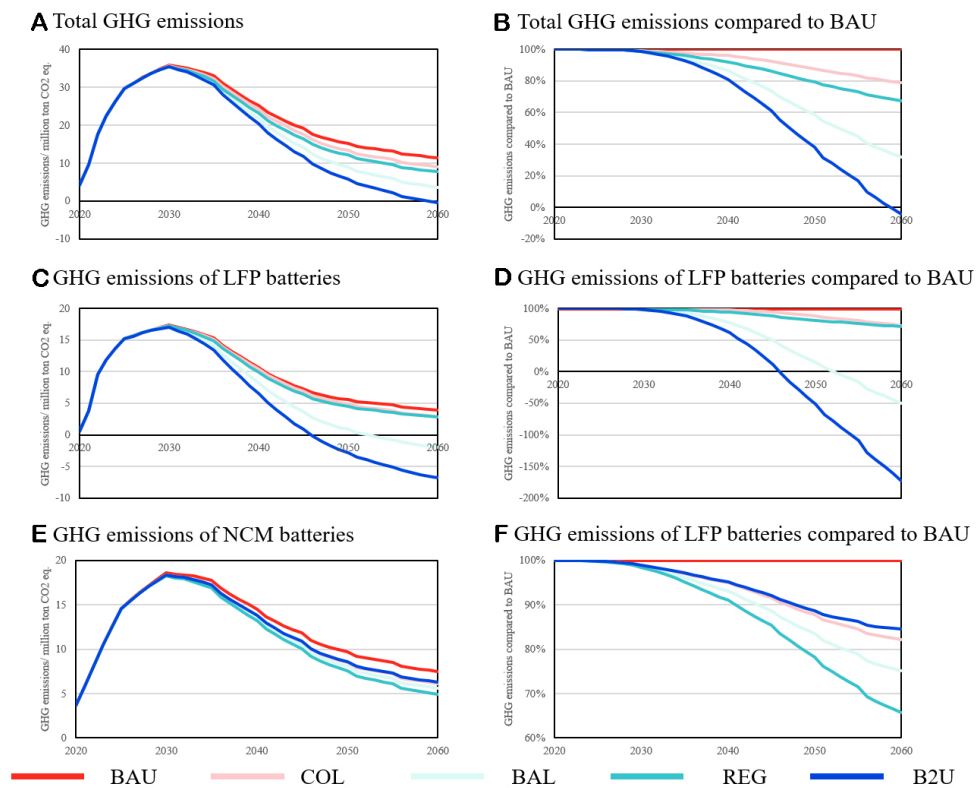 A Total GHG emissions
GHG emissions/ million ton CO2 eq.
40
30
20
10
0
-10
2020 2030 2040 2050 2060
B Total GHG emissions compared to BAU
GHG emissions compared to BAU
100%
80%
60%
40%
20%
0%
-20%
2020 2030 2040 2050 2060
C GHG emissions of LFP batteries
GHG emissions/ million ton CO2 eq.
20
15
10
5
0
-5
-10
2020 2030 2040 2050 2060
D GHG emissions of LFP batteries compared to BAU
GHG emissions compared to BAU
100%
50%
0%
-50%
-100%
-150%
-200%
2020 2030 2040 2050 2060
E GHG emissions of NCM batteries
GHG emissions/ million ton CO2 eq.
20
15
10
5
0
2020 2030 2040 2050 2060
F GHG emissions of LFP batteries compared to BAU
GHG emissions compared to BAU
100%
90%
80%
70%
60%
2020 2030 2040 2050 2060
BAU COL BAL REG B2U